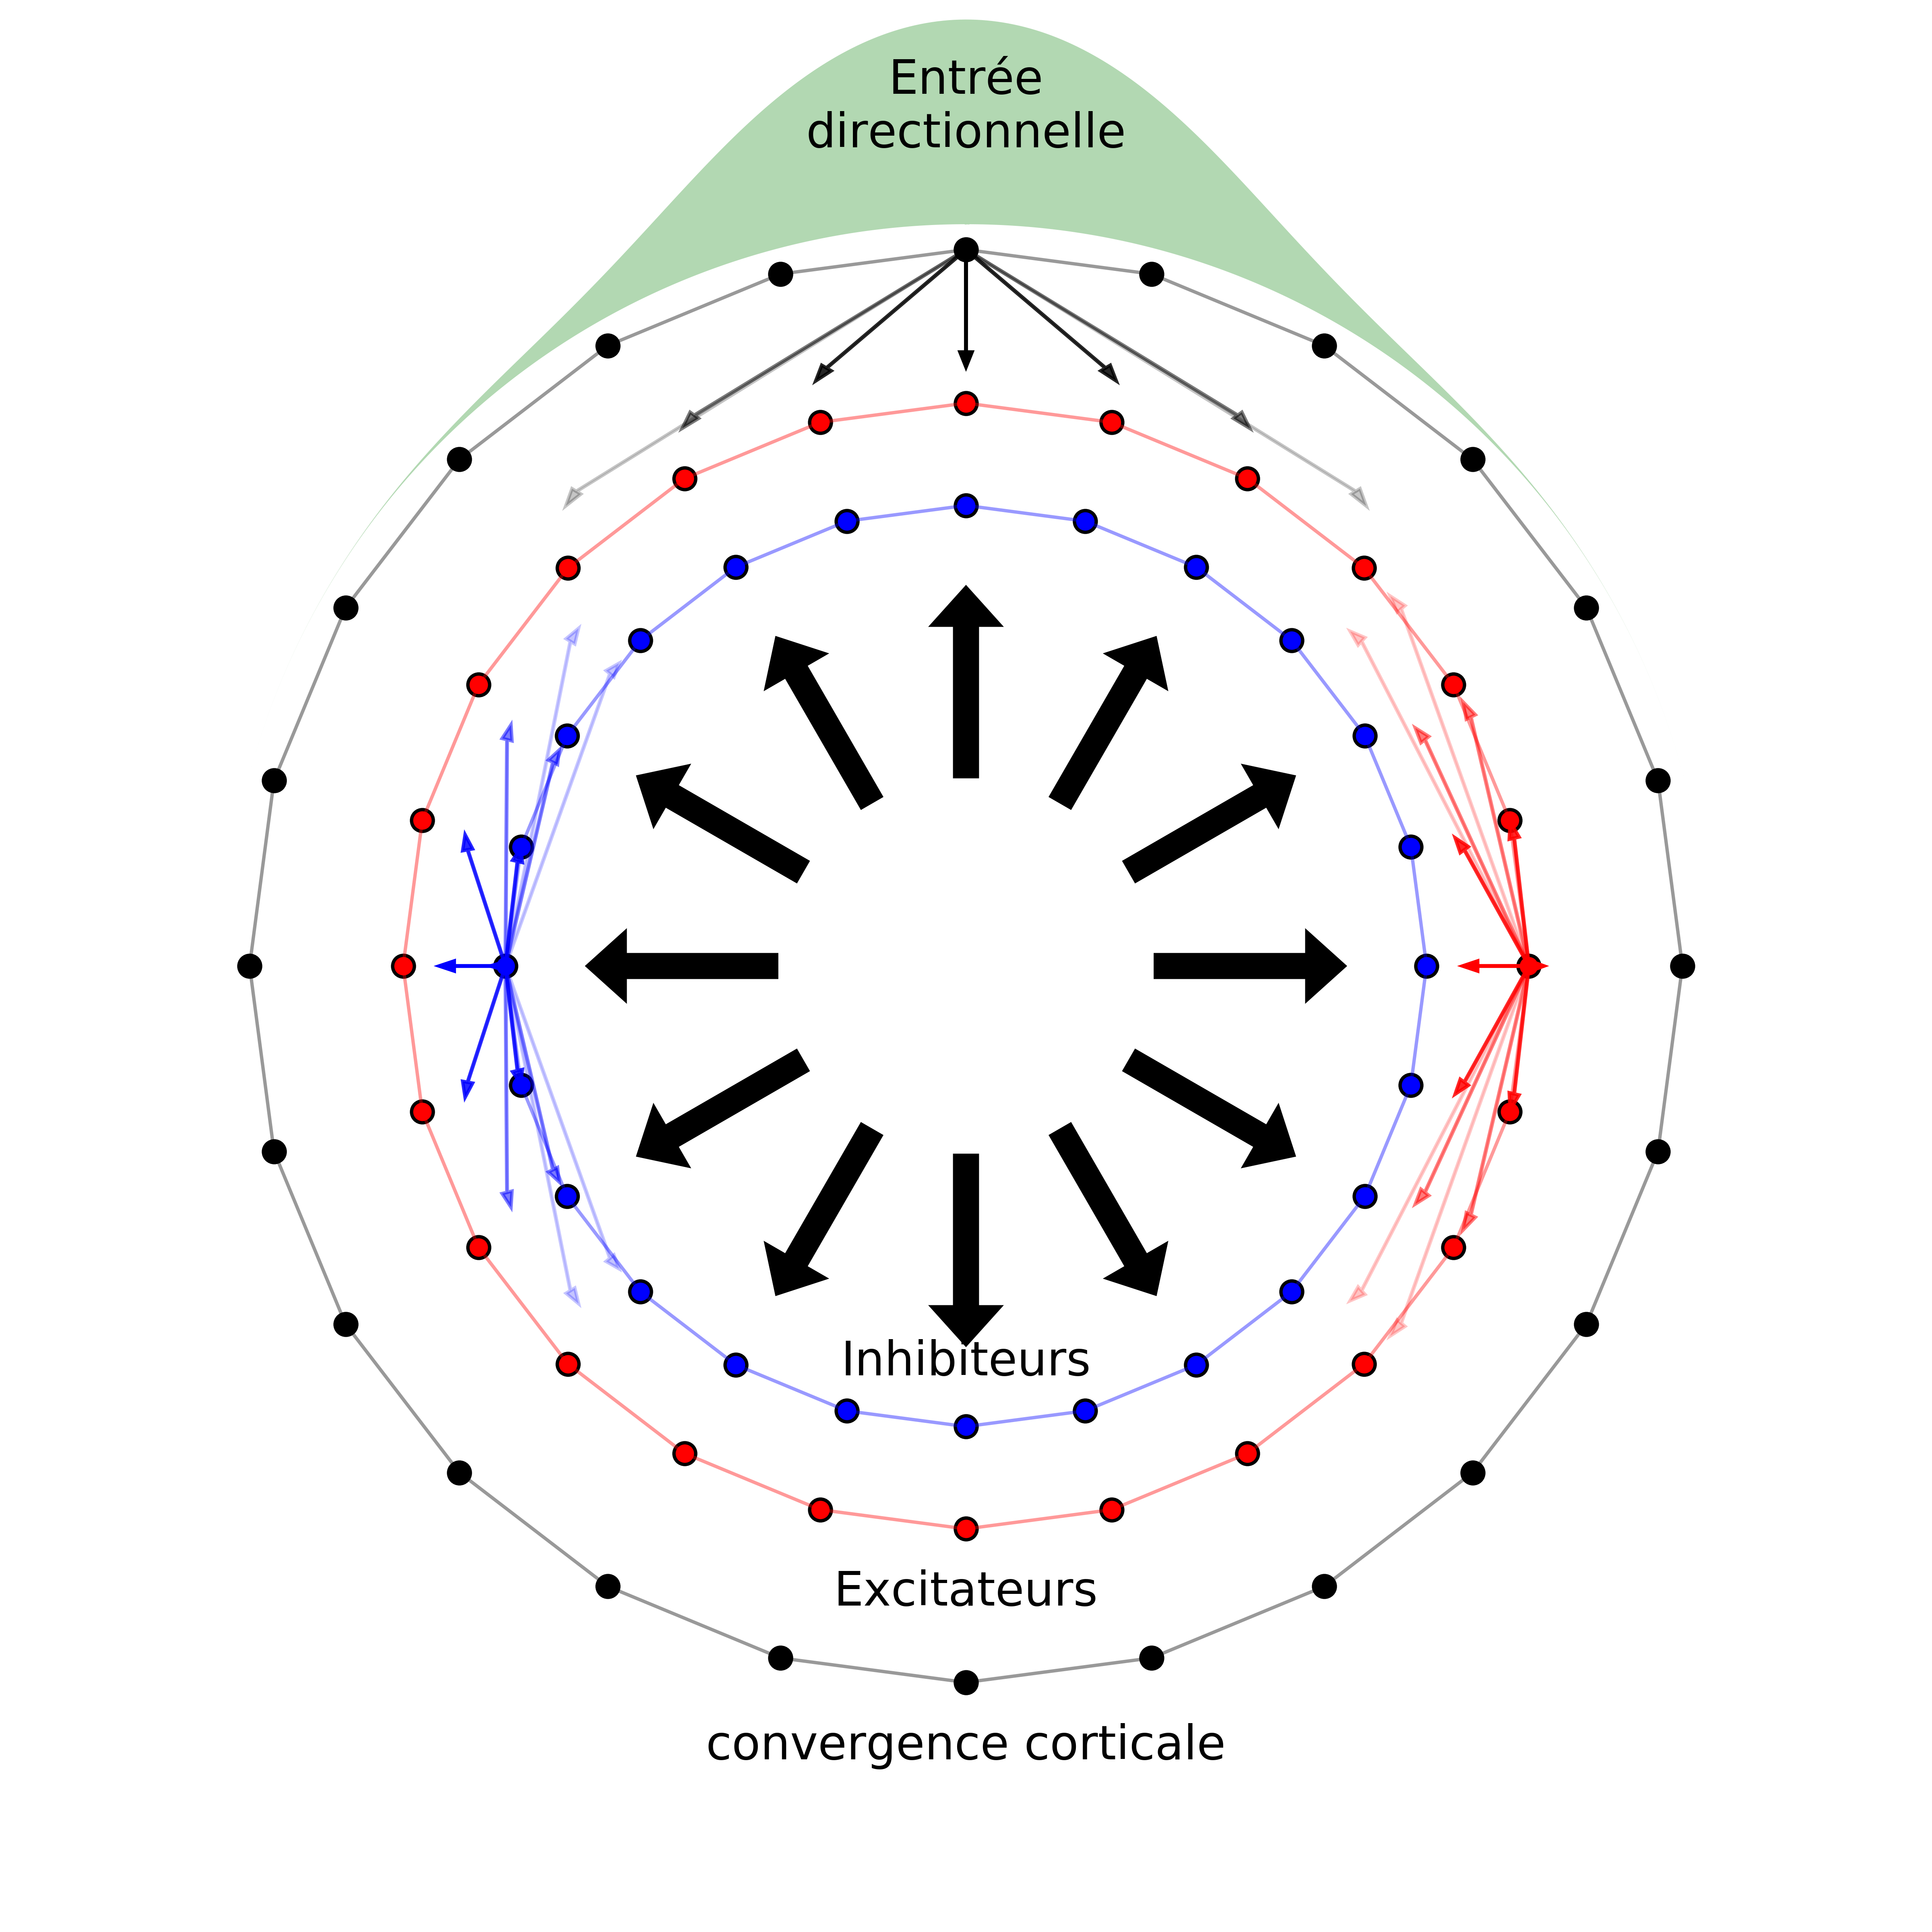 Entrée
directionnelle
Inhibiteurs
Excitateurs
convergence corticale